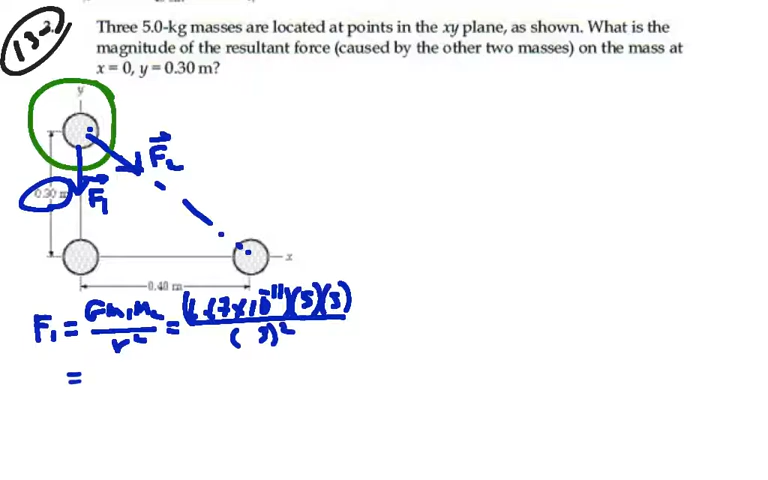 13-2.
Three 5.0-kg masses are located at points in the xy plane, as shown. What is the
magnitude of the resultant force (caused by the other two masses) on the mass at
x = 0, y = 0.30 m?
y
F₂
0.30 m
F₁
x
0.40 m
F₁ = Gm₁m₂/r² = (6.67×10⁻¹¹)(5)(5)/(.3)²
=